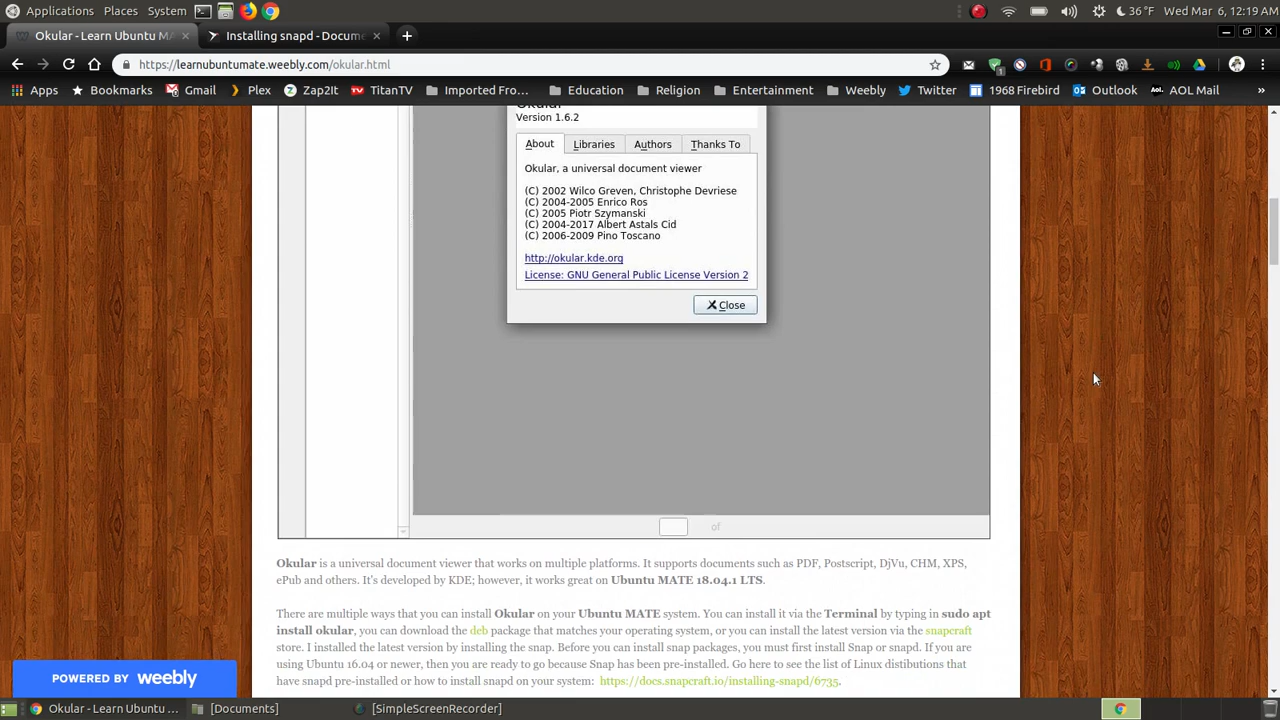 Applications Places System 36 °F Wed Mar. 6, 12:19 AM
Okular - Learn Ubuntu MA Installing snapd - Docume
https://learnubuntumate.weebly.com/okular.html
Apps Bookmarks Gmail Plex Zap2It TitanTV Imported Fro... Education Religion Entertainment Weebly Twitter 1968 Firebird Outlook AOL Mail »
Okular
Version 1.6.2
About Libraries Authors Thanks To
Okular, a universal document viewer
(C) 2002 Wilco Greven, Christophe Devriese
(C) 2004-2005 Enrico Ros
(C) 2005 Piotr Szymanski
(C) 2004-2017 Albert Astals Cid
(C) 2006-2009 Pino Toscano
http://okular.kde.org
License: GNU General Public License Version 2
Close
of
Okular is a universal document viewer that works on multiple platforms. It supports documents such as PDF, Postscript, DjVu, CHM, XPS,
ePub and others. It's developed by KDE; however, it works great on Ubuntu MATE 18.04.1 LTS.
There are multiple ways that you can install Okular on your Ubuntu MATE system. You can install it via the Terminal by typing in sudo apt
install okular, you can download the deb package that matches your operating system, or you can install the latest version via the snapcraft
store. I installed the latest version by installing the snap. Before you can install snap packages, you must first install Snap or snapd. If you are
using Ubuntu 16.04 or newer, then you are ready to go because Snap has been pre-installed. Go here to see the list of Linux distibutions that
have snapd pre-installed or how to install snapd on your system: https://docs.snapcraft.io/installing-snapd/6735.
POWERED BY weebly
Okular - Learn Ubuntu ... [Documents] [SimpleScreenRecorder]